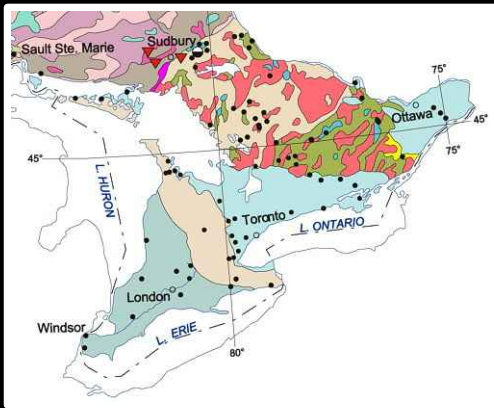 Sault Ste. Marie
Sudbury
75°
Ottawa
45°
75°
45°
L. HURON
Toronto
L. ONTARIO
London
Windsor
L. ERIE
80°